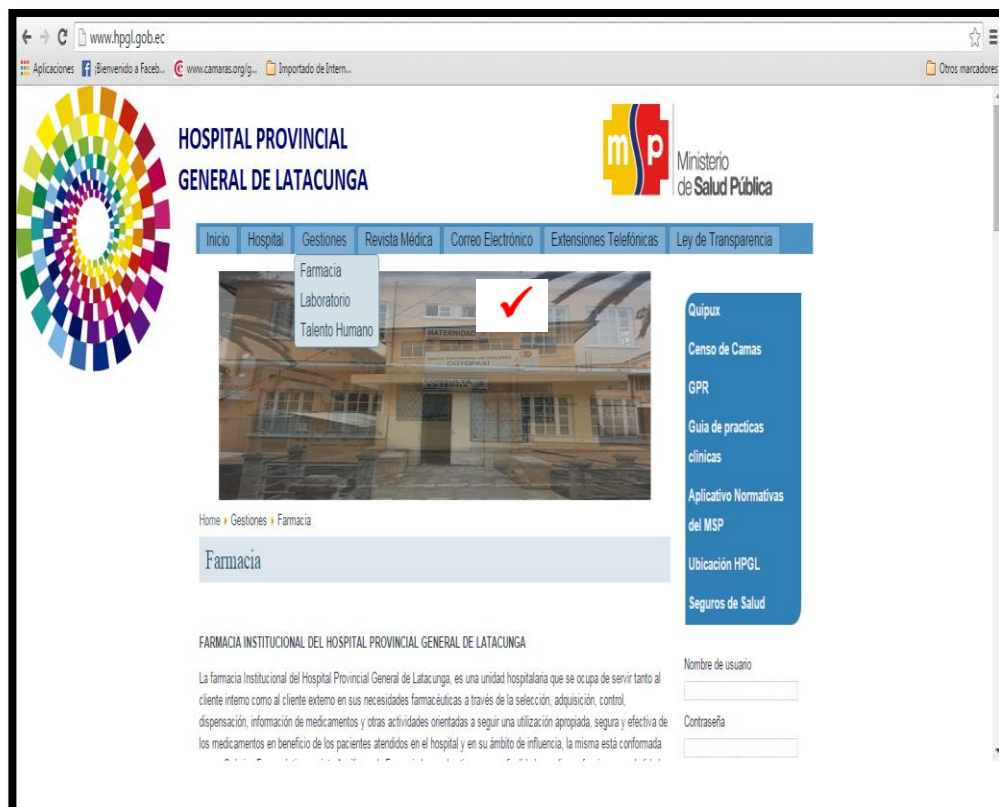 www.hpgl.gob.ec
Aplicaciones ¡Bienvenido a Faceb... www.camaras.org/g... Importado de Intern... Otros marcadores
HOSPITAL PROVINCIAL
GENERAL DE LATACUNGA
msp
Ministerio
de Salud Pública
Inicio Hospital Gestiones Revista Médica Correo Electrónico Extensiones Telefónicas Ley de Transparencia
Farmacia
Laboratorio
Talento Humano
MATERNIDAD
COTOPAXI
CONSULTA
EXTERNA
Quipux
Censo de Camas
GPR
Guia de practicas
clinicas
Aplicativo Normativas
del MSP
Ubicación HPGL
Seguros de Salud
Home Gestiones Farmacia
Farmacia
FARMACIA INSTITUCIONAL DEL HOSPITAL PROVINCIAL GENERAL DE LATACUNGA
La farmacia Institucional del Hospital Provincial General de Latacunga, es una unidad hospitalaria que se ocupa de servir tanto al
cliente interno como al cliente externo en sus necesidades farmacéuticas a través de la selección, adquisición, control,
dispensación, información de medicamentos y otras actividades orientadas a seguir una utilización apropiada, segura y efectiva de
los medicamentos en beneficio de los pacientes atendidos en el hospital y en su ámbito de influencia, la misma está conformada
Nombre de usuario
Contraseña